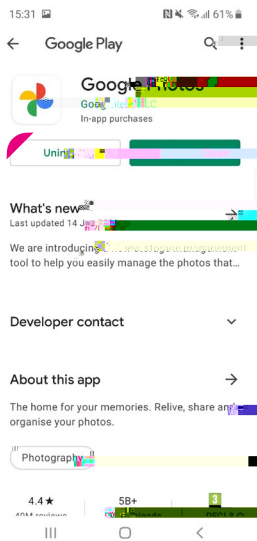 15:31 61%
Google Play
Google Photos
In-app purchases
What's new
Last updated 14
We are introducing
tool to help you easily manage the photos that...
Developer contact
About this app
The home for your memories. Relive, share and
organise your photos.
Photography
4.4★ 5B+ 3